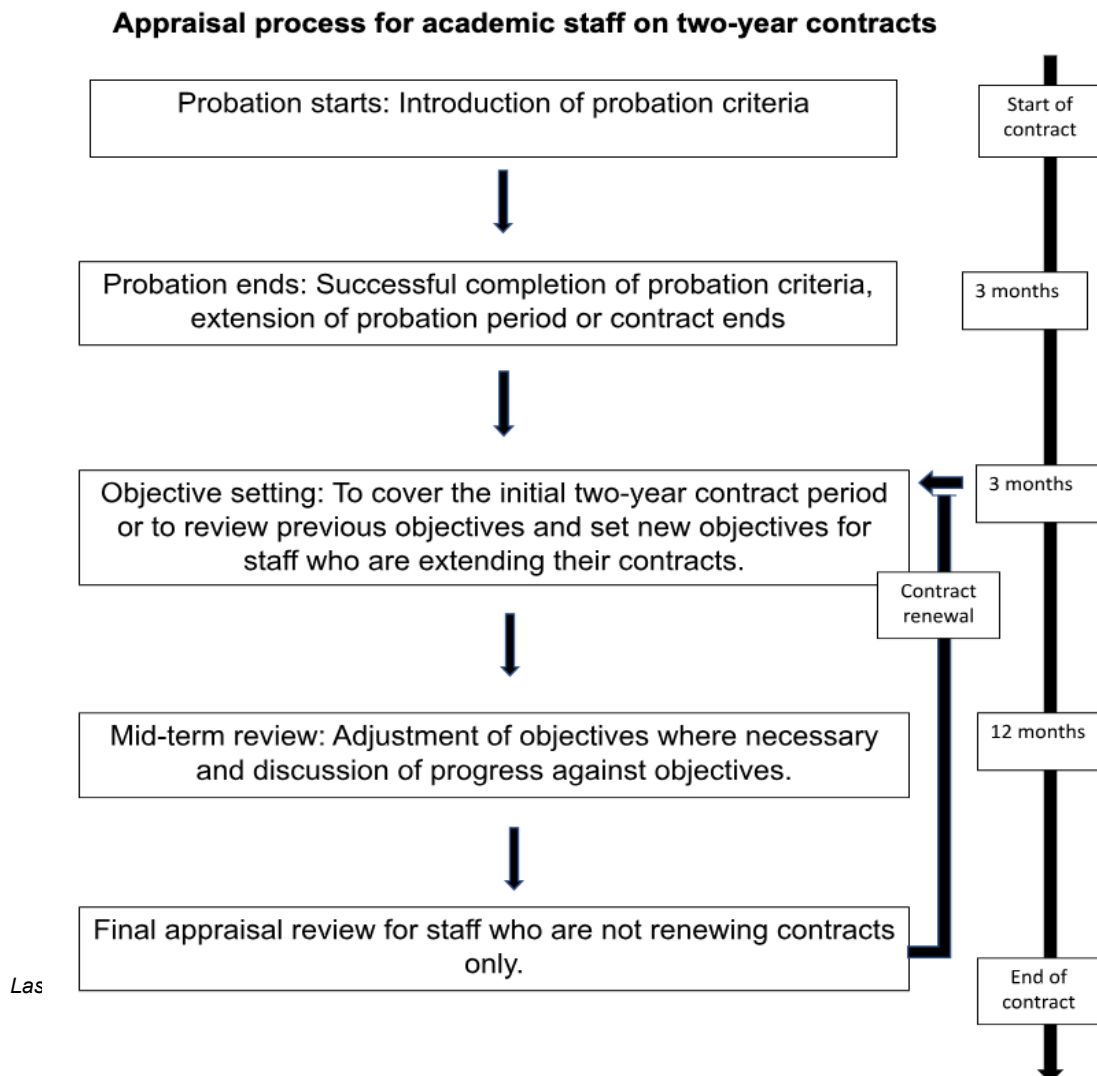 Appraisal process for academic staff on two-year contracts
Probation starts: Introduction of probation criteria
Start of
contract
Probation ends: Successful completion of probation criteria,
extension of probation period or contract ends
3 months
Objective setting: To cover the initial two-year contract period
or to review previous objectives and set new objectives for
staff who are extending their contracts.
3 months
Contract
renewal
Mid-term review: Adjustment of objectives where necessary
and discussion of progress against objectives.
12 months
Final appraisal review for staff who are not renewing contracts
only.
Las
End of
contract